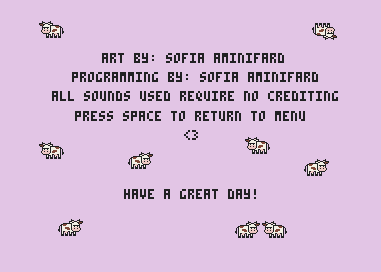 ART BY: SOFIA AMINIFARD
PROGRAMMING BY: SOFIA AMINIFARD
ALL SOUNDS USED REQUIRE NO CREDITING
PRESS SPACE TO RETURN TO MENU
<3
HAVE A GREAT DAY!